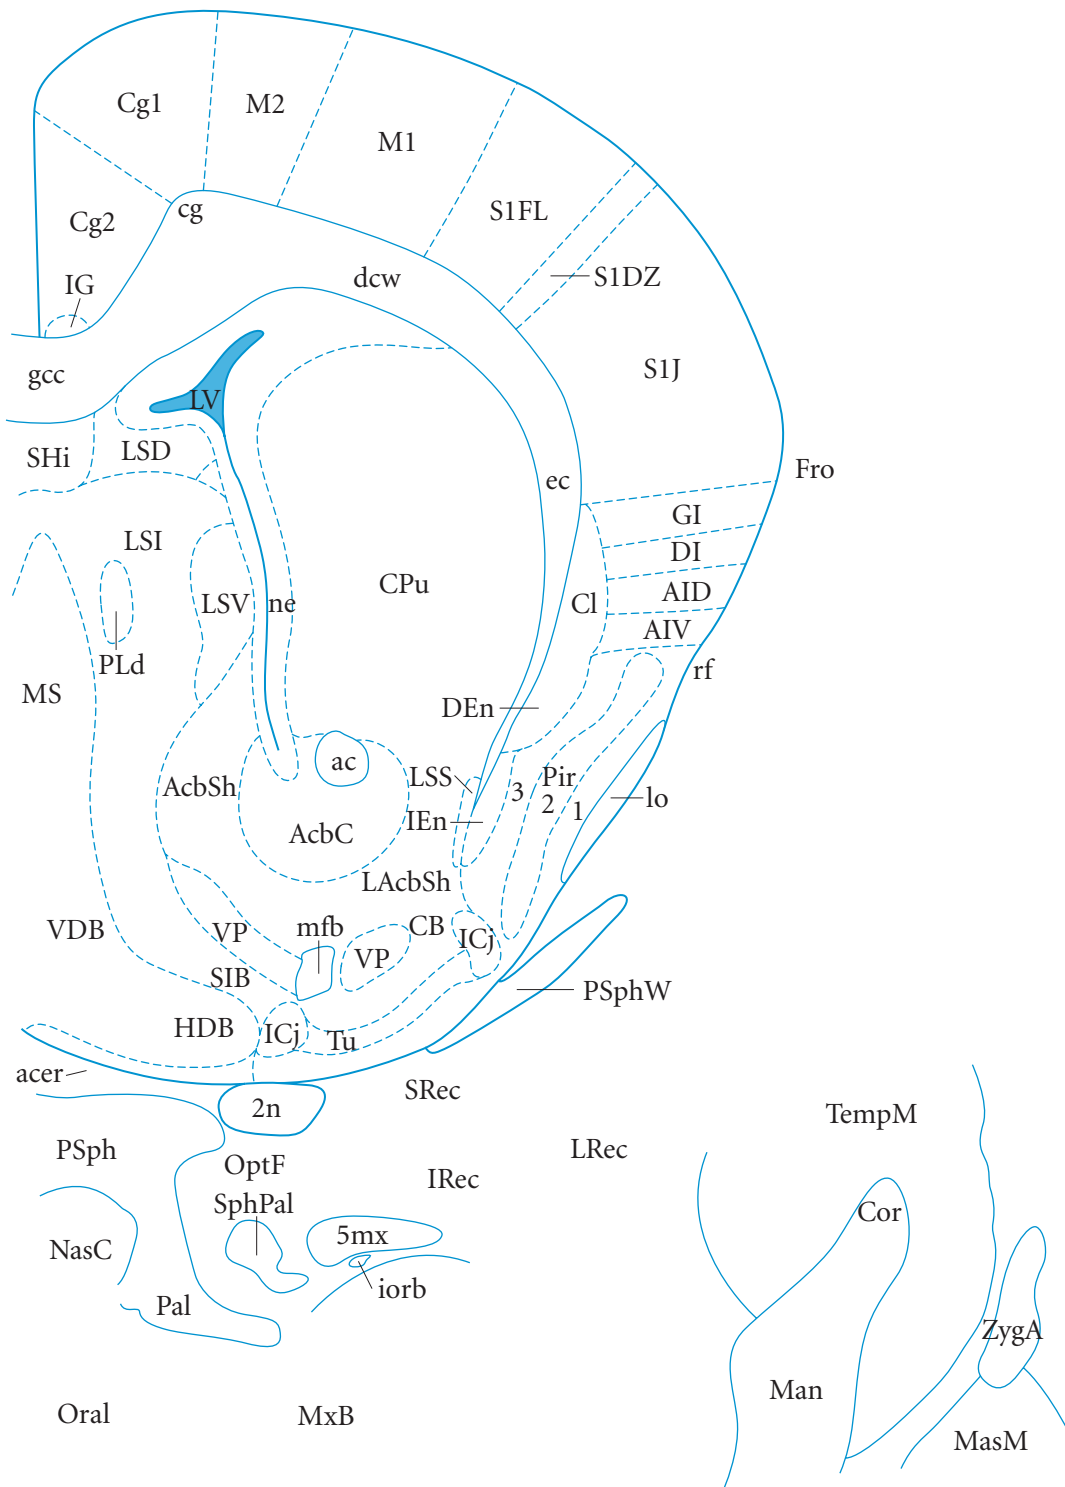 Cg1
M2
M1
Cg2
cg
S1FL
IG
dcw
S1DZ
gcc
LV
S1J
SHi
LSD
ec
Fro
GI
LSI
DI
CPu
AID
LSV
ne
Cl
AIV
PLd
rf
MS
DEn
ac
AcbSh
LSS
3
Pir
2
1
lo
AcbC
IEn
LAcbSh
VDB
VP
mfb
CB
ICj
VP
SIB
PSphW
HDB
ICj
Tu
acer
SRec
2n
TempM
PSph
OptF
LRec
IRec
SphPal
Cor
NasC
5mx
iorb
Pal
ZygA
Man
Oral
MxB
MasM